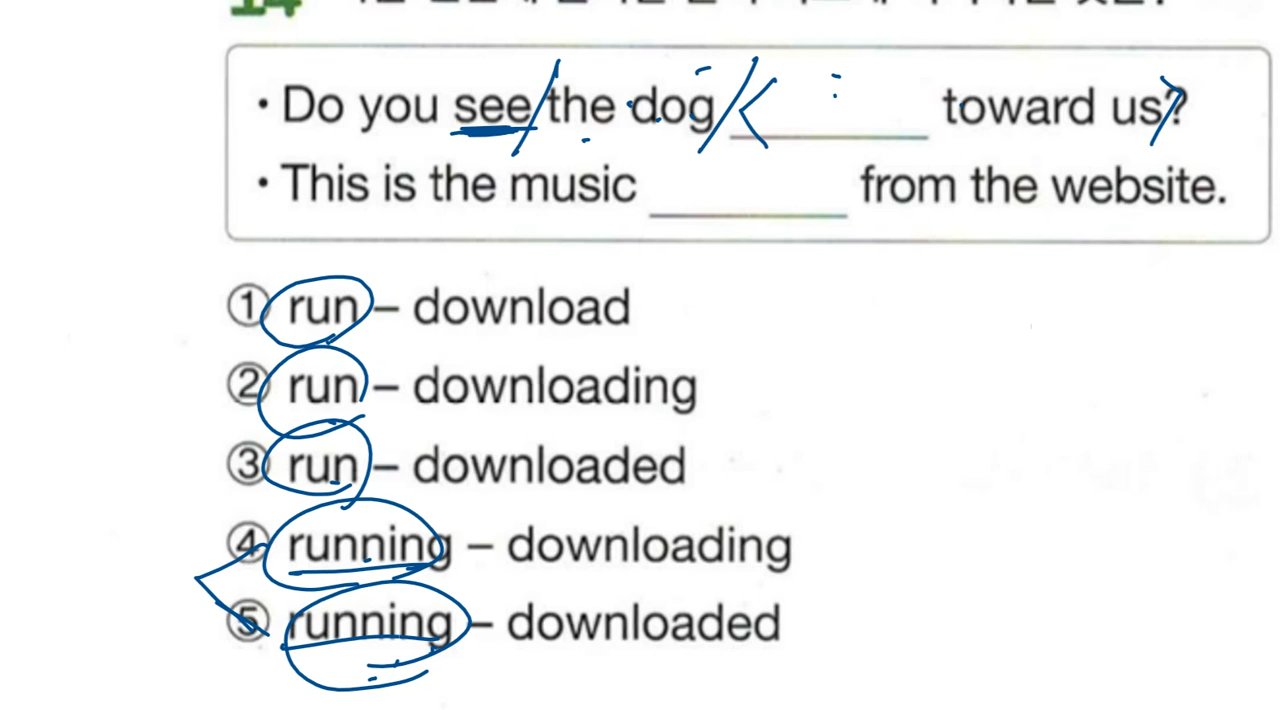 14
• Do you see the dog ________ toward us?
• This is the music ________ from the website.
① run – download
② run – downloading
③ run – downloaded
④ running – downloading
⑤ running – downloaded